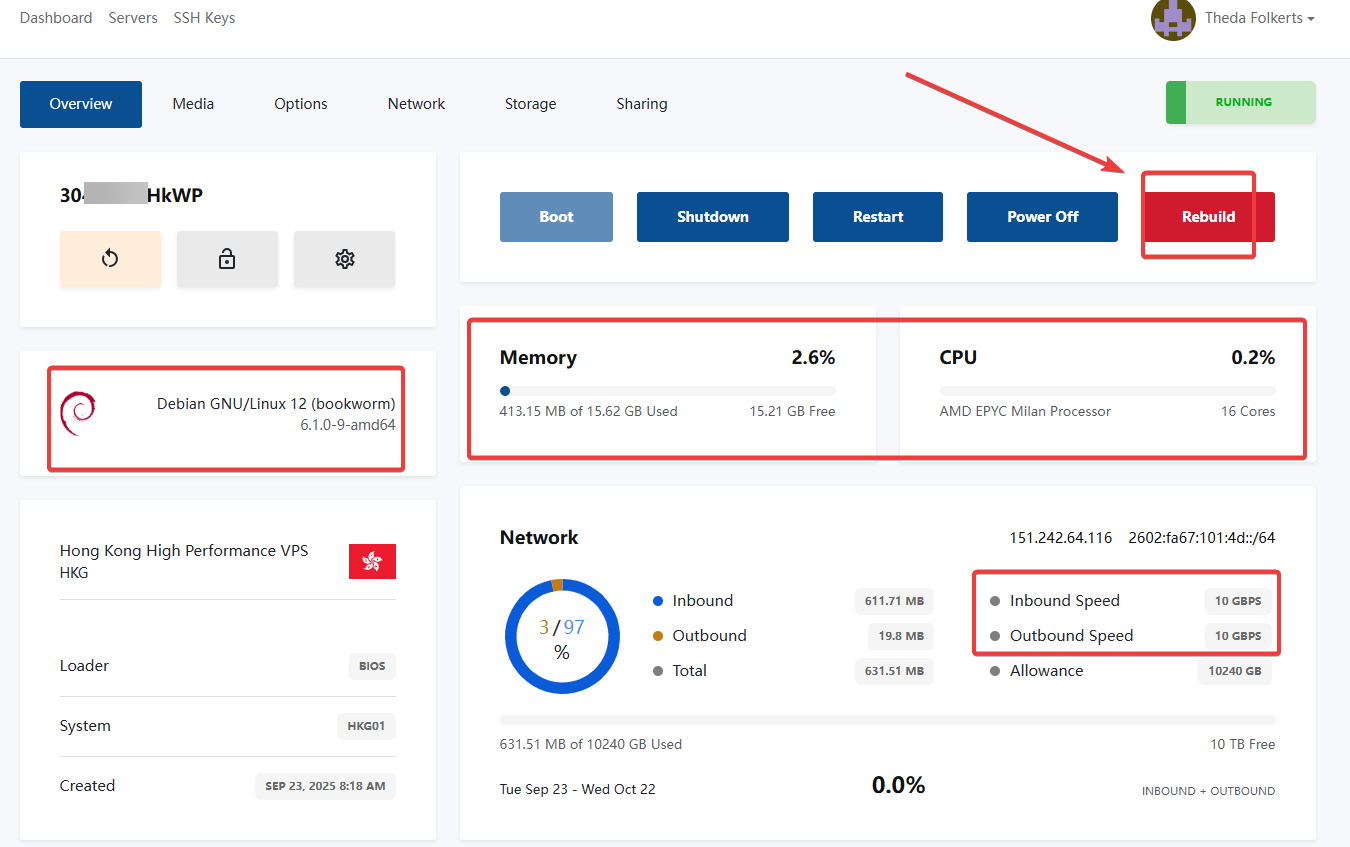 Dashboard Servers SSH Keys Theda Folkerts
Overview Media Options Network Storage Sharing RUNNING
30 HkWP
Boot Shutdown Restart Power Off Rebuild
Debian GNU/Linux 12 (bookworm)
6.1.0-9-amd64
Memory 2.6%
413.15 MB of 15.62 GB Used 15.21 GB Free
CPU 0.2%
AMD EPYC Milan Processor 16 Cores
Hong Kong High Performance VPS
HKG
Loader BIOS
System HKG01
Created SEP 23, 2025 8:18 AM
Network 151.242.64.116 2602:fa67:101:4d::/64
3 / 97
%
Inbound 611.71 MB
Outbound 19.8 MB
Total 631.51 MB
Inbound Speed 10 GBPS
Outbound Speed 10 GBPS
Allowance 10240 GB
631.51 MB of 10240 GB Used 10 TB Free
Tue Sep 23 - Wed Oct 22 0.0% INBOUND + OUTBOUND